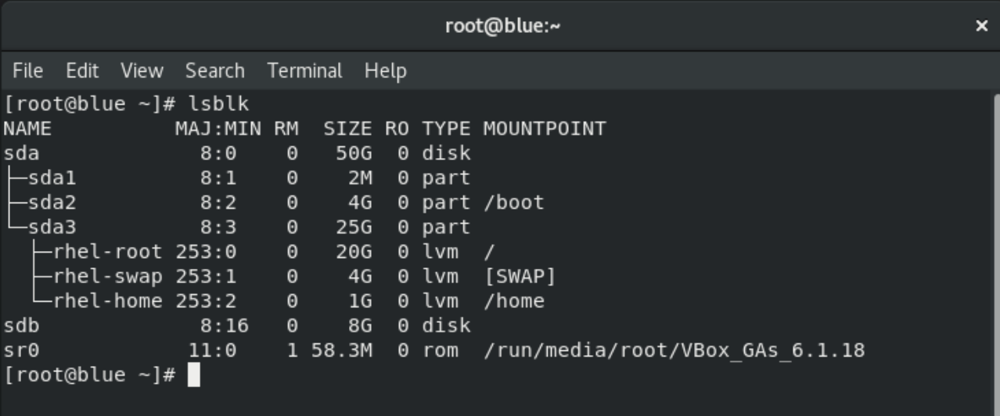 root@blue:~ ×
File Edit View Search Terminal Help
[root@blue ~]# lsblk
NAME          MAJ:MIN RM  SIZE RO TYPE MOUNTPOINT
sda             8:0    0   50G  0 disk
├─sda1          8:1    0    2M  0 part
├─sda2          8:2    0    4G  0 part /boot
└─sda3          8:3    0   25G  0 part
  ├─rhel-root 253:0    0   20G  0 lvm  /
  ├─rhel-swap 253:1    0    4G  0 lvm  [SWAP]
  └─rhel-home 253:2    0    1G  0 lvm  /home
sdb             8:16   0    8G  0 disk
sr0            11:0    1 58.3M  0 rom  /run/media/root/VBox_GAs_6.1.18
[root@blue ~]#